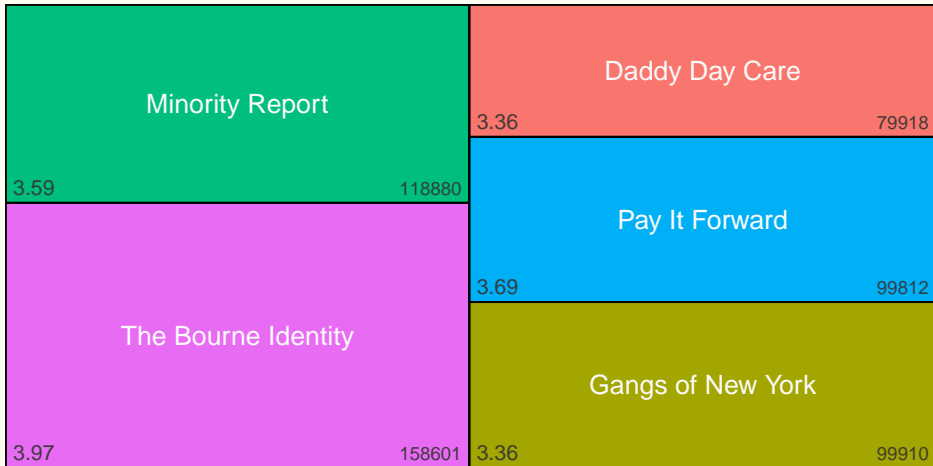 Minority Report
3.59 118880
The Bourne Identity
3.97 158601
Daddy Day Care
3.36 79918
Pay It Forward
3.69 99812
Gangs of New York
3.36 99910